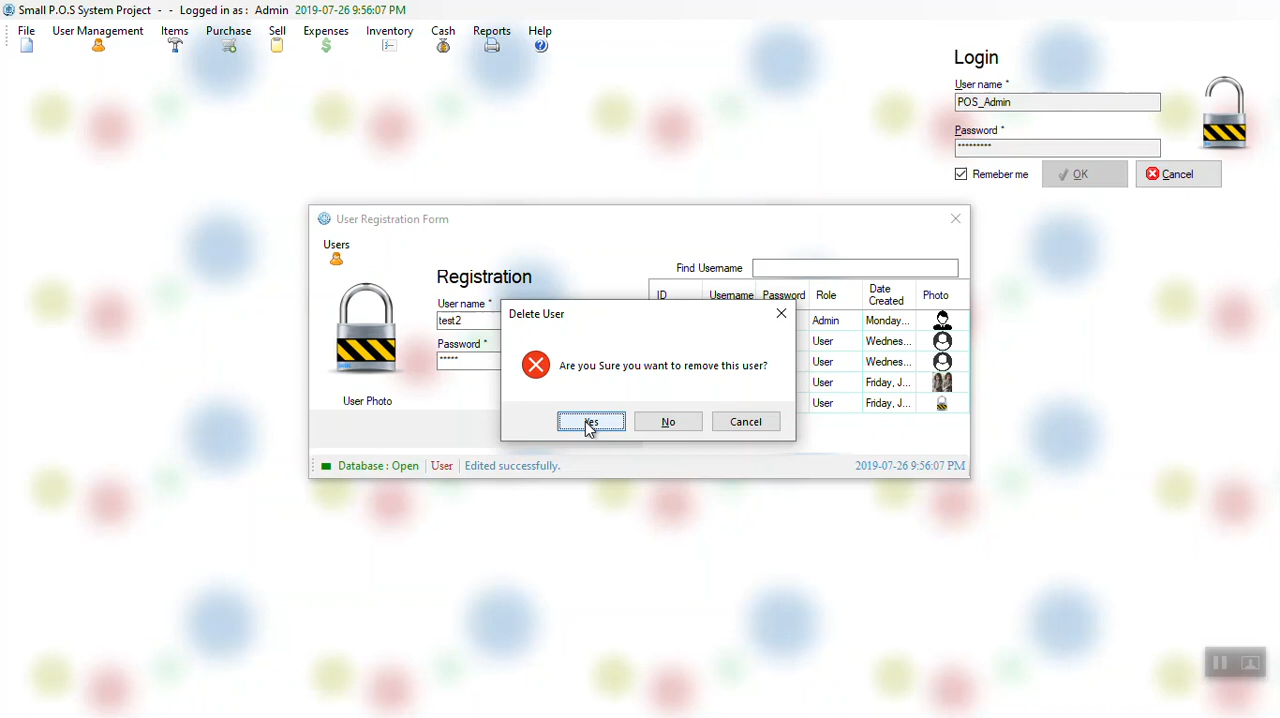 Small P.O.S System Project - - Logged in as : Admin 2019-07-26 9:56:07 PM
File User Management Items Purchase Sell Expenses Inventory Cash Reports Help
Login
User name *
POS_Admin
Password *
*********
Remeber me OK Cancel
User Registration Form
Users
Registration
Find Username
User name *
test2
Password *
*****
User Photo
ID Username Password Role Date Created Photo
Admin Monday...
User Wednes...
User Wednes...
User Friday, J...
User Friday, J...
Delete User
Are you Sure you want to remove this user?
Yes No Cancel
Database : Open User Edited successfully. 2019-07-26 9:56:07 PM